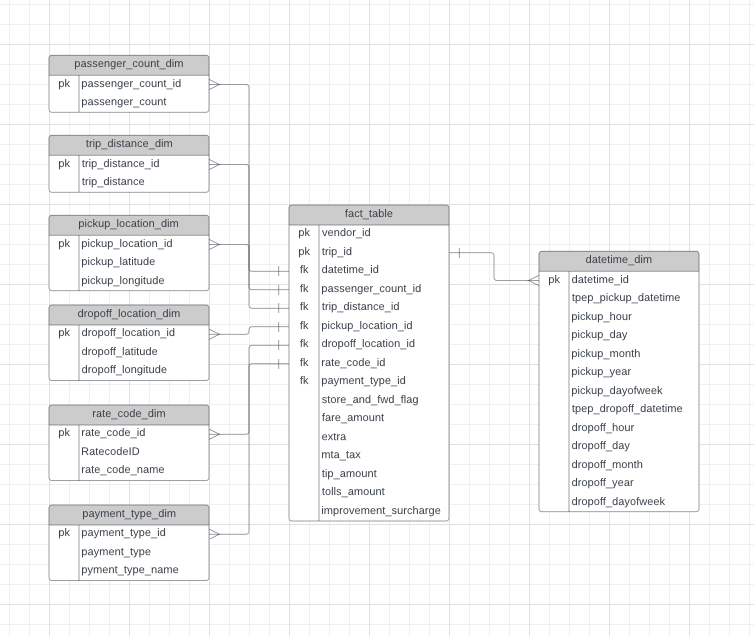 passenger_count_dim
pk passenger_count_id
passenger_count
trip_distance_dim
pk trip_distance_id
trip_distance
pickup_location_dim
pk pickup_location_id
pickup_latitude
pickup_longitude
dropoff_location_dim
pk dropoff_location_id
dropoff_latitude
dropoff_longitude
rate_code_dim
pk rate_code_id
RatecodeID
rate_code_name
payment_type_dim
pk payment_type_id
payment_type
pyment_type_name
fact_table
pk vendor_id
pk trip_id
fk datetime_id
fk passenger_count_id
fk trip_distance_id
fk pickup_location_id
fk dropoff_location_id
fk rate_code_id
fk payment_type_id
store_and_fwd_flag
fare_amount
extra
mta_tax
tip_amount
tolls_amount
improvement_surcharge
datetime_dim
pk datetime_id
tpep_pickup_datetime
pickup_hour
pickup_day
pickup_month
pickup_year
pickup_dayofweek
tpep_dropoff_datetime
dropoff_hour
dropoff_day
dropoff_month
dropoff_year
dropoff_dayofweek